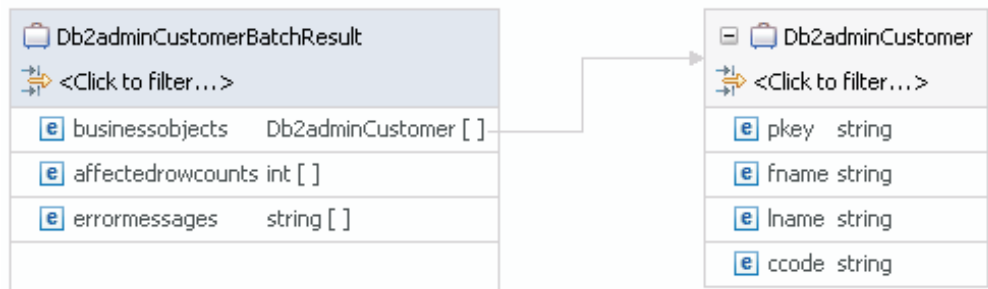 Db2adminCustomerBatchResult
<Click to filter...>
e businessobjects Db2adminCustomer [ ]
e affectedrowcounts int [ ]
e errormessages string [ ]
Db2adminCustomer
<Click to filter...>
e pkey string
e fname string
e lname string
e ccode string